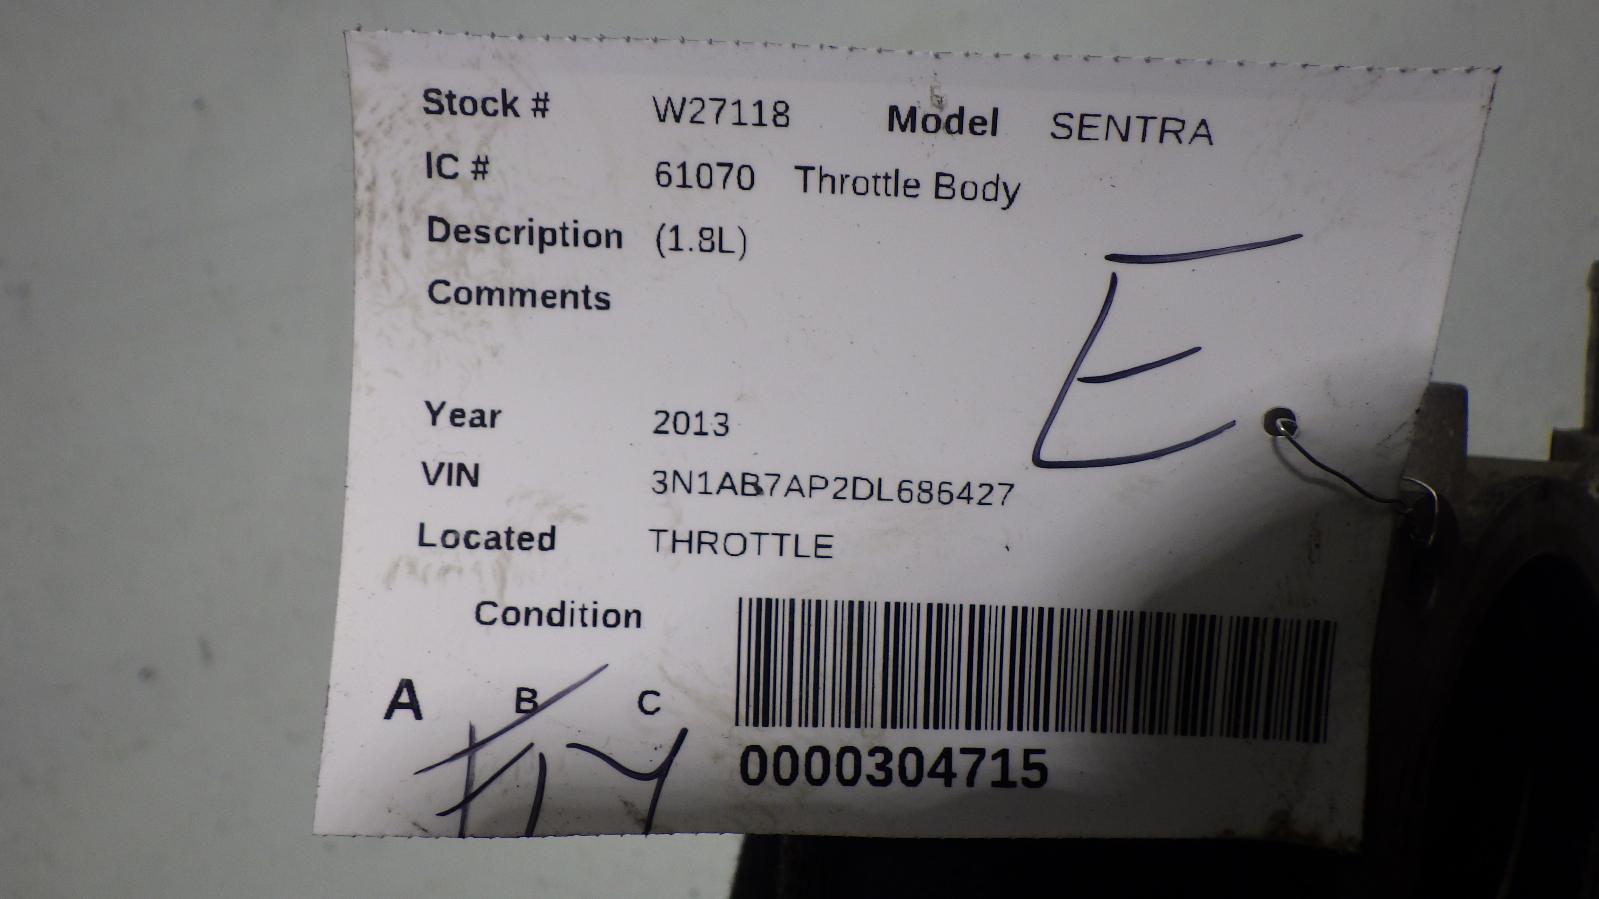 Stock # W27118 Model SENTRA
IC # 61070 Throttle Body
Description (1.8L)
Comments
E
Year 2013
VIN 3N1AB7AP2DL686427
Located THROTTLE
Condition
A B C
0000304715